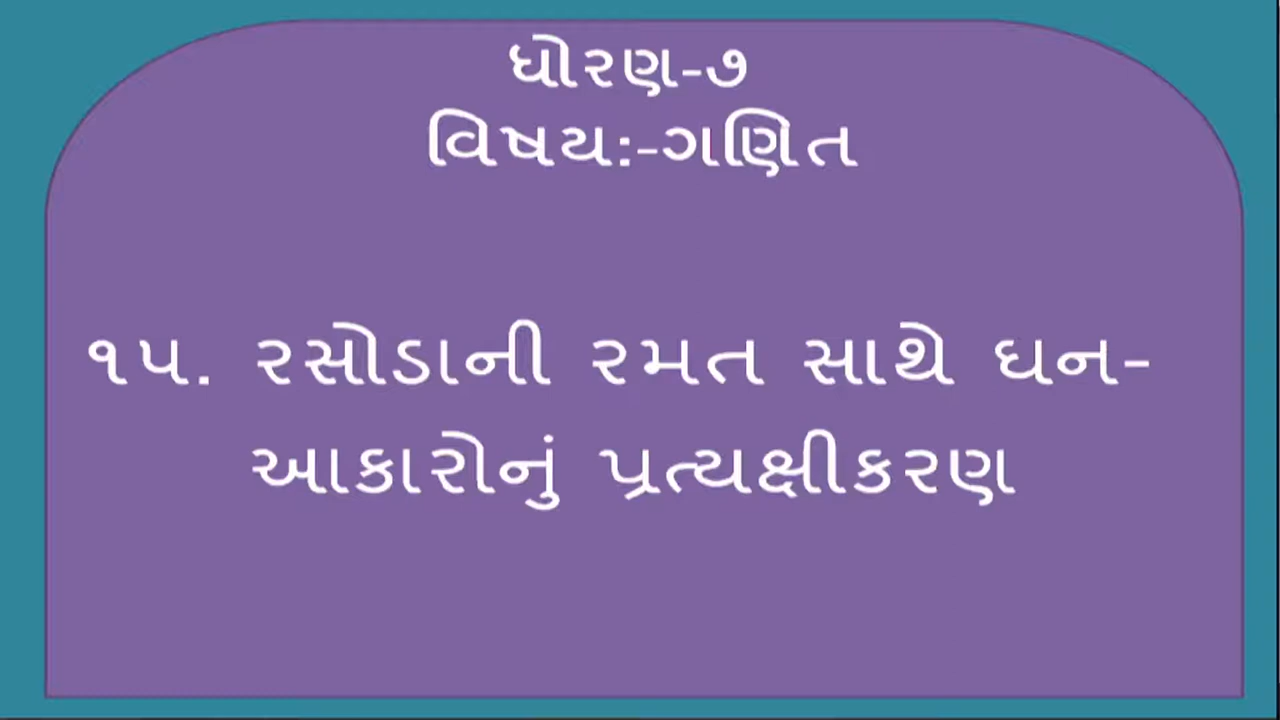 ધોરણ-૭
વિષય:-ગણિત
૧૫. રસોડાની રમત સાથે ઘન-
આકારોનું પ્રત્યક્ષીકરણ